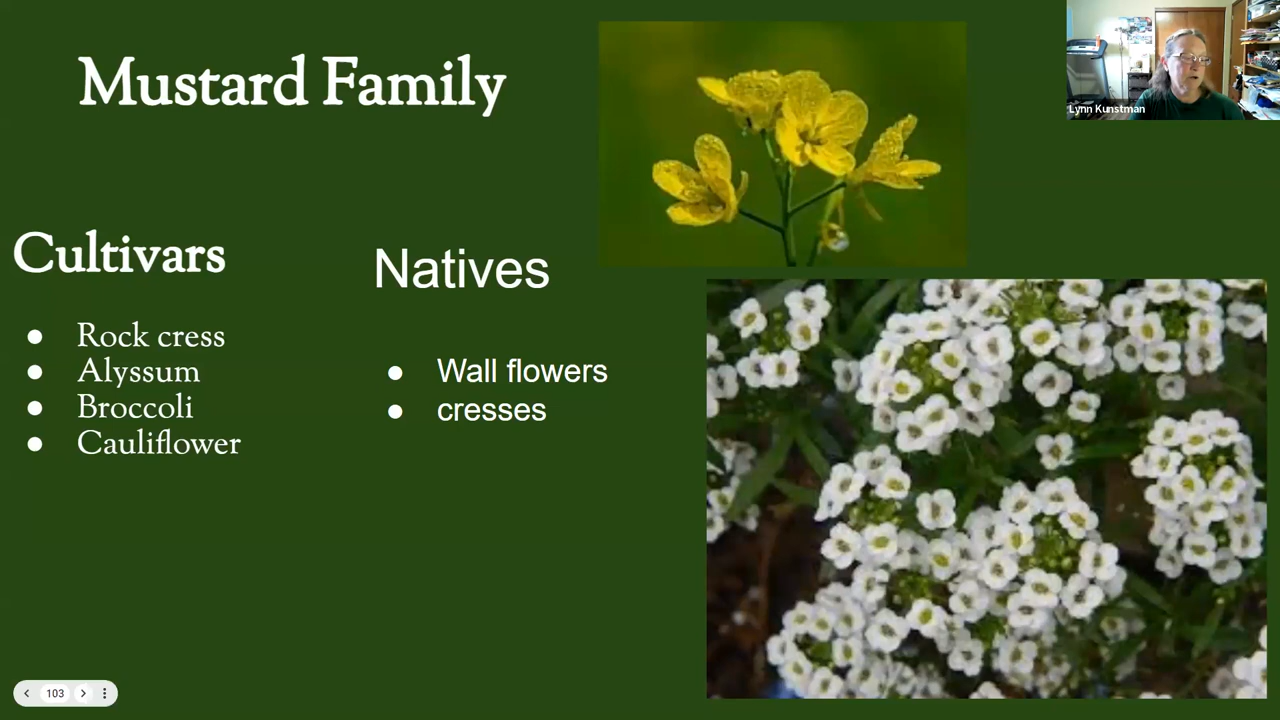 Mustard Family
Lynn Kunstman
Cultivars
Natives
● Rock cress
● Alyssum
● Broccoli
● Cauliflower
● Wall flowers
● cresses
103